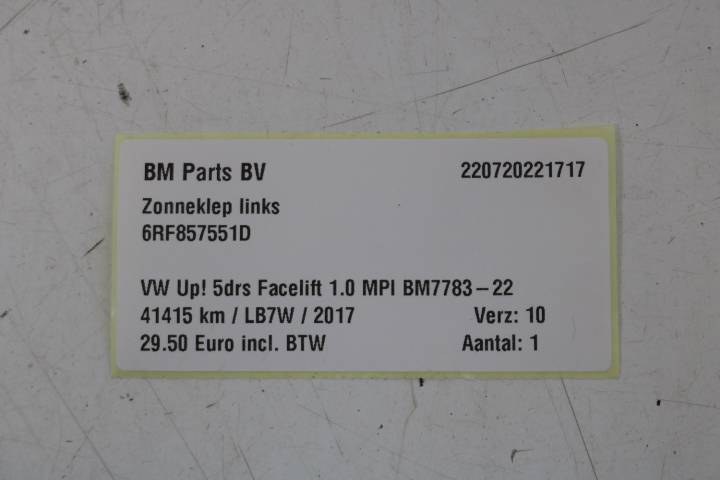 BM Parts BV 220720221717
Zonneklep links
6RF857551D
VW Up! 5drs Facelift 1.0 MPI BM7783-22
41415 km / LB7W / 2017 Verz: 10
29.50 Euro incl. BTW Aantal: 1